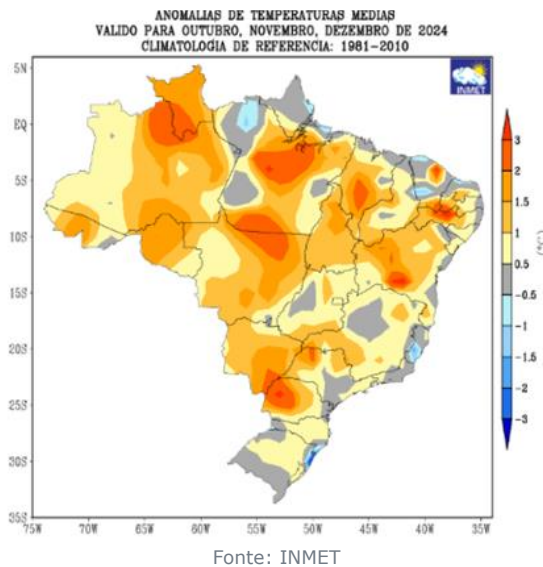 ANOMALIAS DE TEMPERATURAS MEDIAS
VALIDO PARA OUTUBRO, NOVEMBRO, DEZEMBRO DE 2024
CLIMATOLOGIA DE REFERENCIA: 1981-2010
INMET
5N
EQ
5S
10S
15S
20S
25S
30S
35S
75W 70W 65W 60W 55W 50W 45W 40W 35W
3
2
1.5
1
0.5
-0.5
-1
-1.5
-2
-3
(°C)
Fonte: INMET